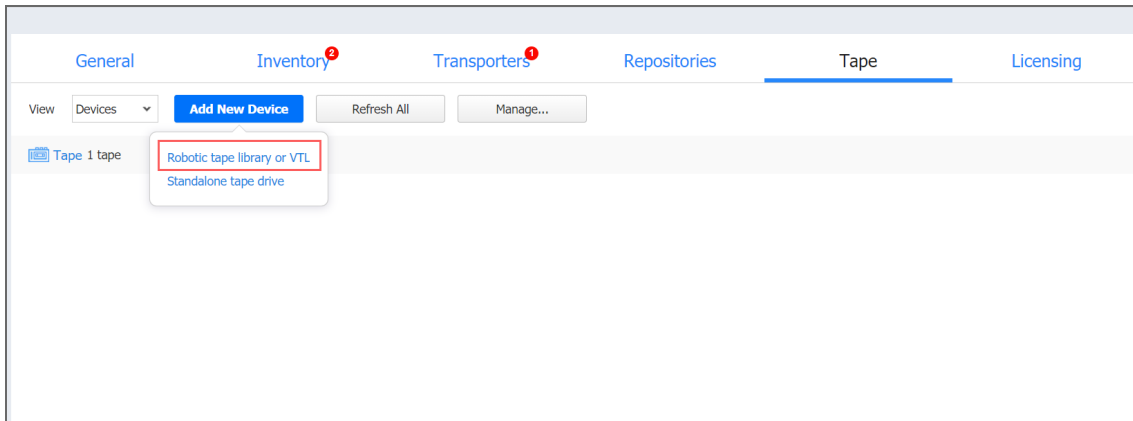 General Inventory 2 Transporters 1 Repositories Tape Licensing
View Devices Add New Device Refresh All Manage...
Tape 1 tape
Robotic tape library or VTL
Standalone tape drive